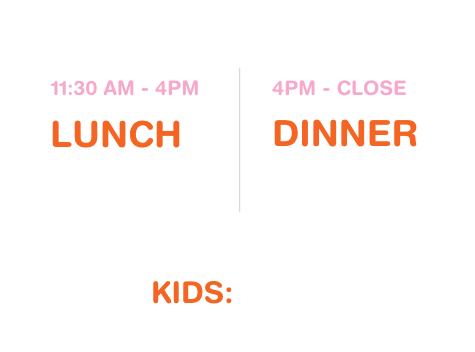 11:30 AM - 4PM
LUNCH
4PM - CLOSE
DINNER
KIDS: